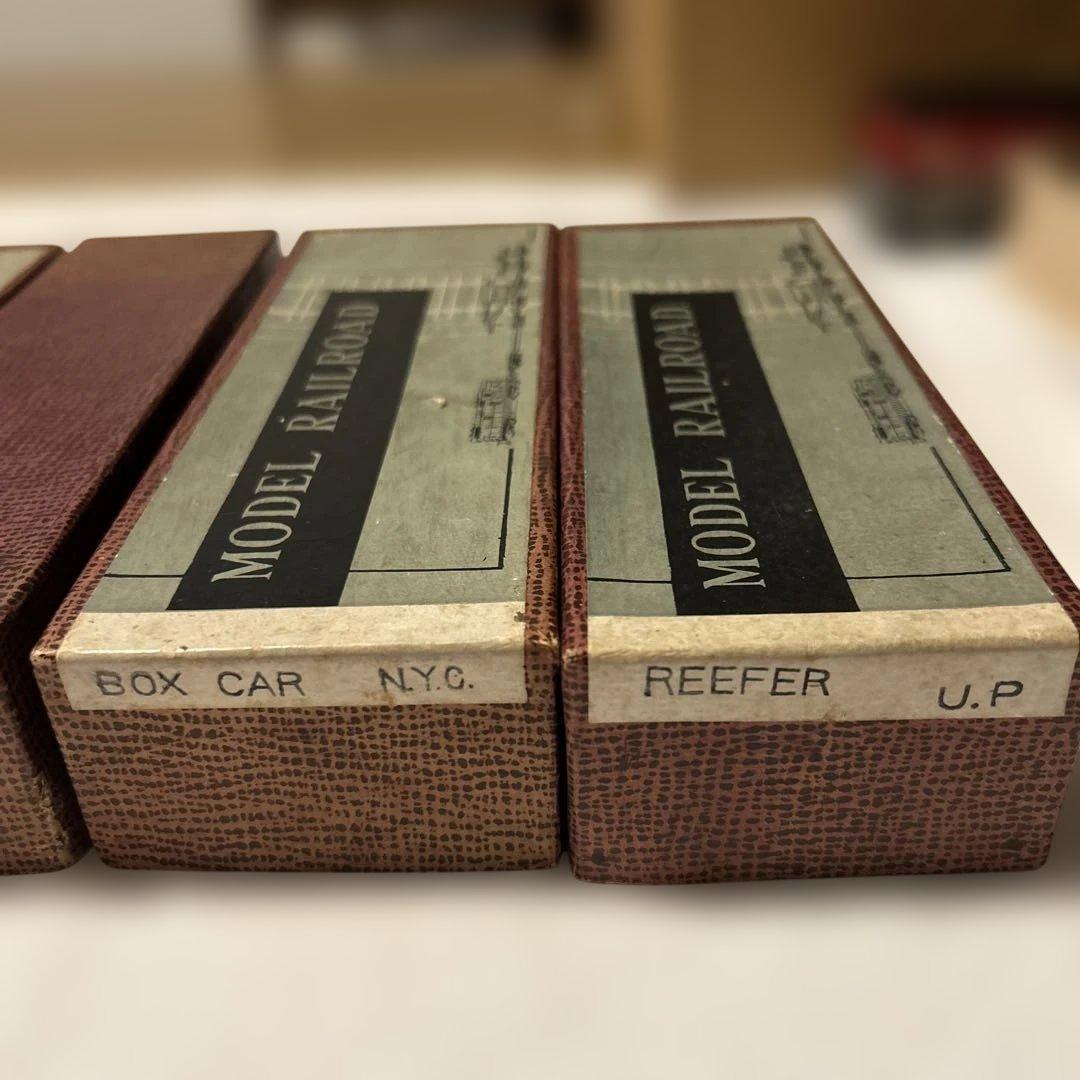 MODEL RAILROAD
BOX CAR N.Y.C.
MODEL RAILROAD
REEFER U.P